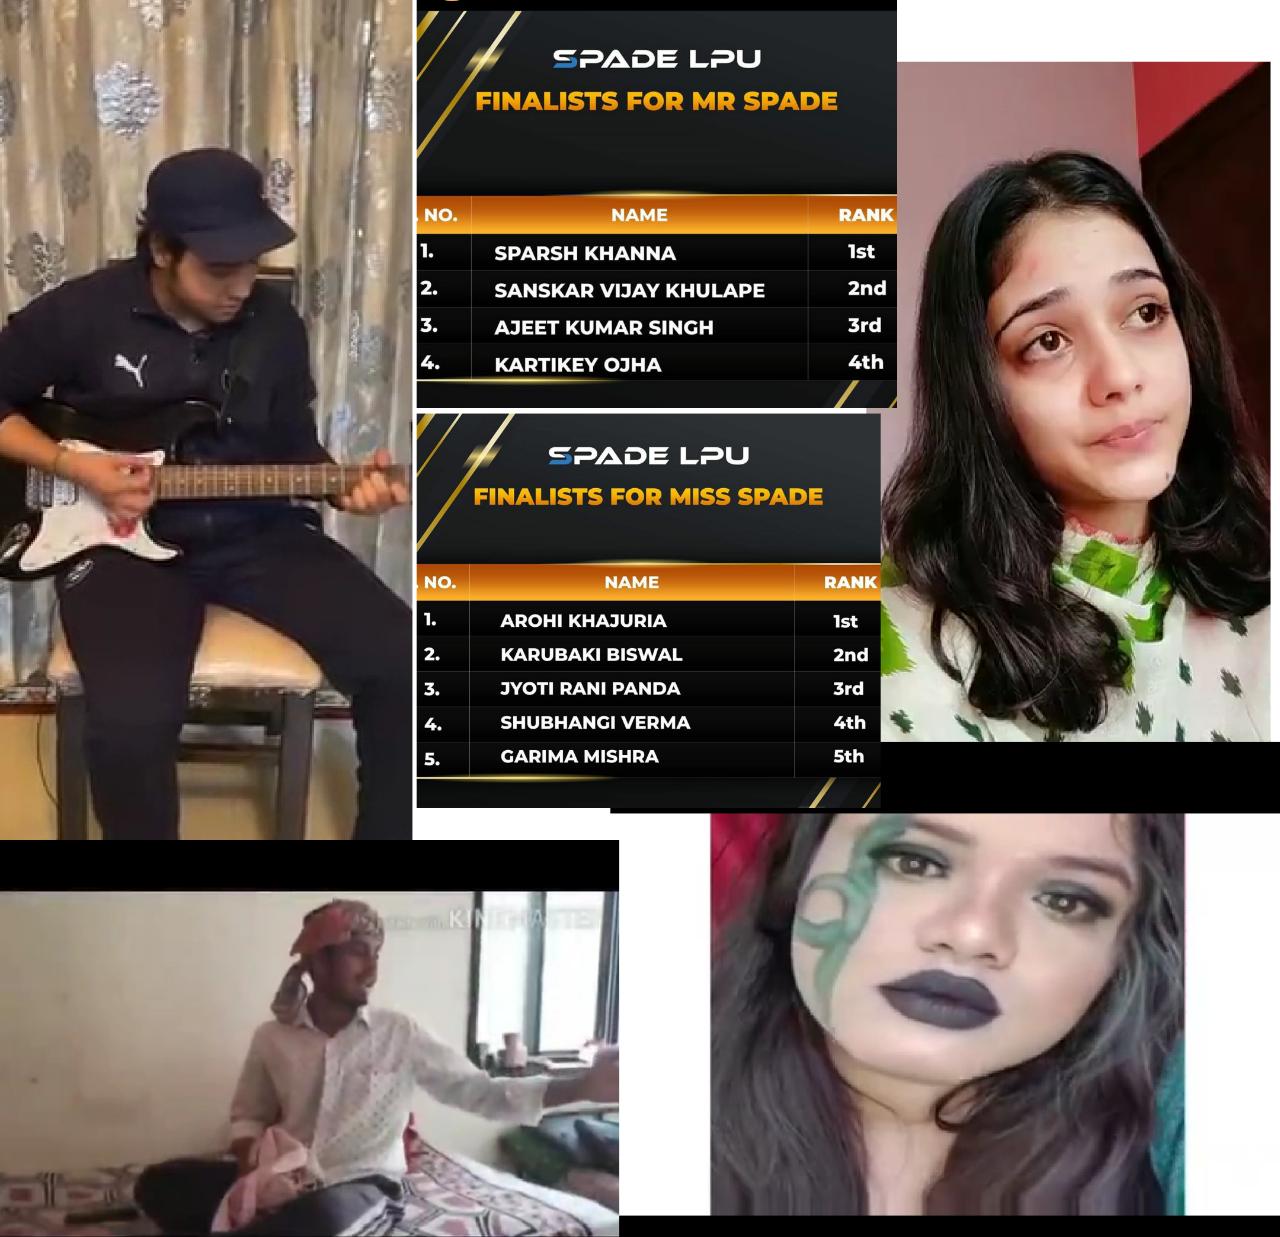 SPADE LPU
FINALISTS FOR MR SPADE
. NO. NAME RANK
1. SPARSH KHANNA 1st
2. SANSKAR VIJAY KHULAPE 2nd
3. AJEET KUMAR SINGH 3rd
4. KARTIKEY OJHA 4th
SPADE LPU
FINALISTS FOR MISS SPADE
. NO. NAME RANK
1. AROHI KHAJURIA 1st
2. KARUBAKI BISWAL 2nd
3. JYOTI RANI PANDA 3rd
4. SHUBHANGI VERMA 4th
5. GARIMA MISHRA 5th
KINEMASTER